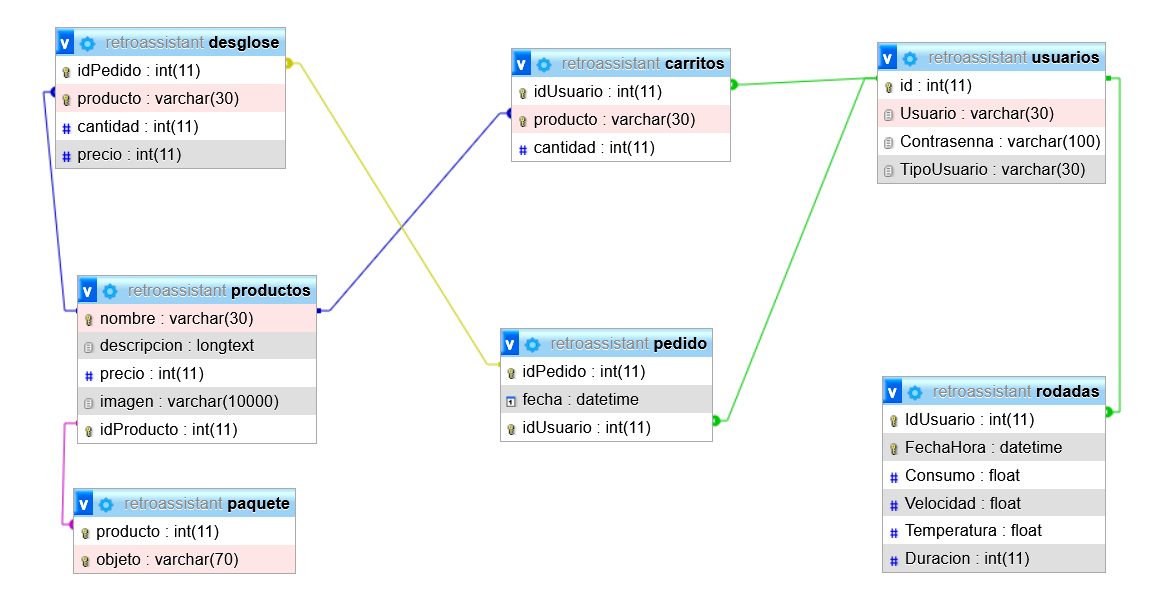 v retroassistant desglose
idPedido : int(11)
producto : varchar(30)
# cantidad : int(11)
# precio : int(11)
v retroassistant carritos
idUsuario : int(11)
producto : varchar(30)
# cantidad : int(11)
v retroassistant usuarios
id : int(11)
Usuario : varchar(30)
Contrasenna : varchar(100)
TipoUsuario : varchar(30)
v retroassistant productos
nombre : varchar(30)
descripcion : longtext
# precio : int(11)
imagen : varchar(10000)
idProducto : int(11)
v retroassistant pedido
idPedido : int(11)
fecha : datetime
idUsuario : int(11)
v retroassistant rodadas
IdUsuario : int(11)
FechaHora : datetime
# Consumo : float
# Velocidad : float
# Temperatura : float
# Duracion : int(11)
v retroassistant paquete
producto : int(11)
objeto : varchar(70)